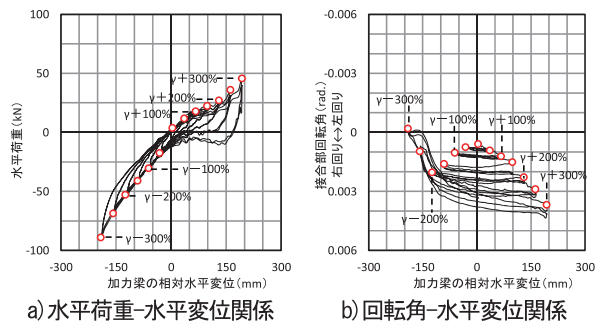 100
50
0
-50
-100
-300
-150
0
150
300
水平荷重(kN)
加力梁の相対水平変位(mm)
γ+300%
γ+200%
γ+100%
γ−100%
γ−200%
γ−300%
a)水平荷重−水平変位関係
-0.006
-0.003
0
0.003
0.006
-300
-150
0
150
300
接合部回転角(rad.)
右回り⇔左回り
加力梁の相対水平変位(mm)
γ−300%
γ−100%
γ+100%
γ+200%
γ+300%
γ−200%
b)回転角−水平変位関係